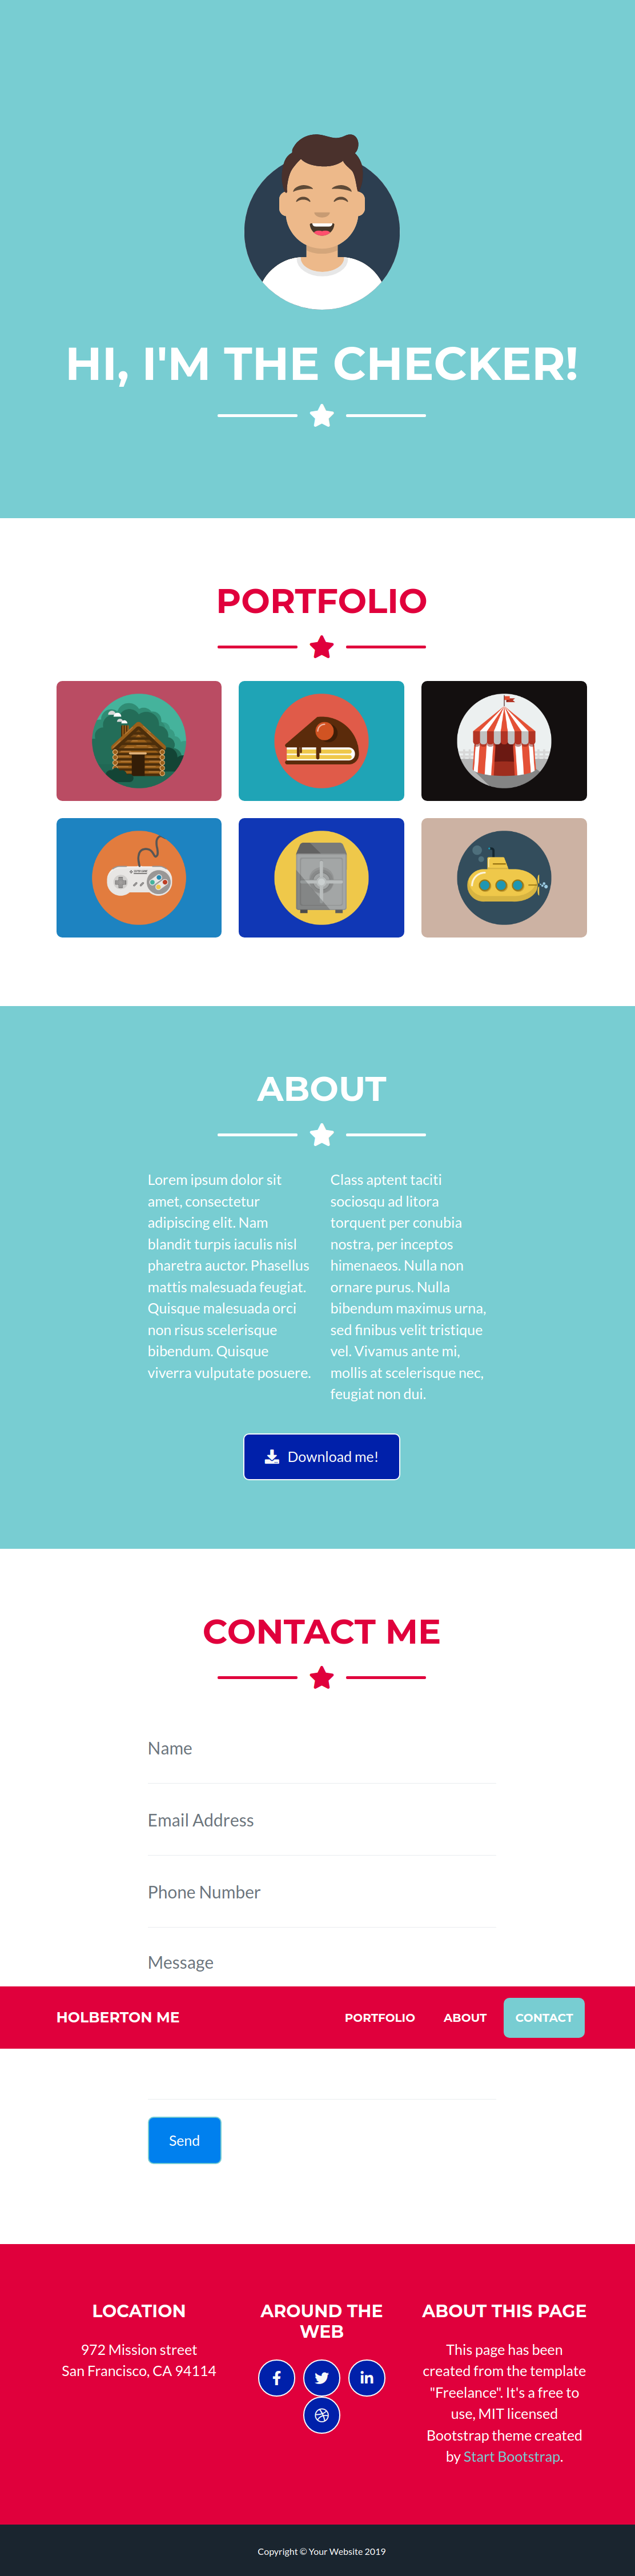 HI, I'M THE CHECKER!
PORTFOLIO
ABOUT
Lorem ipsum dolor sit
amet, consectetur
adipiscing elit. Nam
blandit turpis iaculis nisl
pharetra auctor. Phasellus
mattis malesuada feugiat.
Quisque malesuada orci
non risus scelerisque
bibendum. Quisque
viverra vulputate posuere.
Class aptent taciti
sociosqu ad litora
torquent per conubia
nostra, per inceptos
himenaeos. Nulla non
ornare purus. Nulla
bibendum maximus urna,
sed finibus velit tristique
vel. Vivamus ante mi,
mollis at scelerisque nec,
feugiat non dui.
Download me!
CONTACT ME
Name
Email Address
Phone Number
Message
HOLBERTON ME PORTFOLIO ABOUT CONTACT
Send
LOCATION
972 Mission street
San Francisco, CA 94114
AROUND THE
WEB
ABOUT THIS PAGE
This page has been
created from the template
"Freelance". It's a free to
use, MIT licensed
Bootstrap theme created
by Start Bootstrap.
Copyright © Your Website 2019